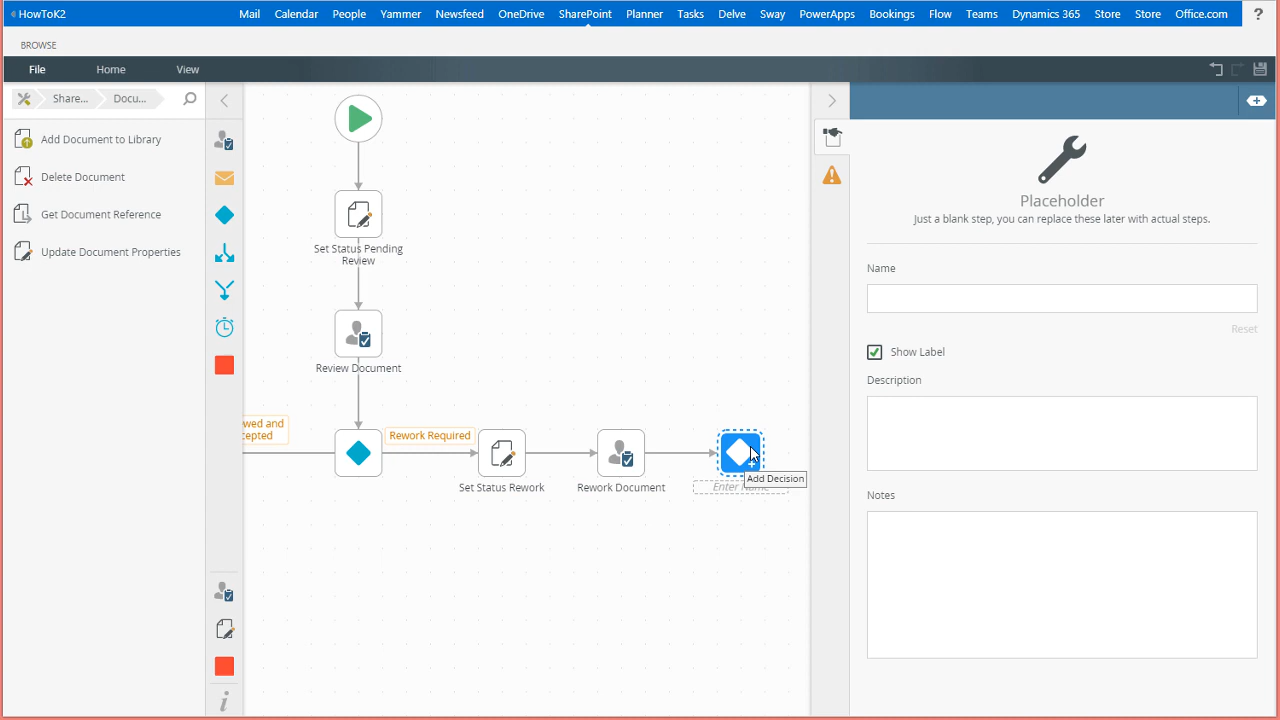 HowToK2
Mail
Calendar
People
Yammer
Newsfeed
OneDrive
SharePoint
Planner
Tasks
Delve
Sway
PowerApps
Bookings
Flow
Teams
Dynamics 365
Store
Store
Office.com
?
BROWSE
File
Home
View
Share...
Docu...
Add Document to Library
Delete Document
Get Document Reference
Update Document Properties
Set Status Pending
Review
Review Document
wed and
cepted
Rework Required
Set Status Rework
Rework Document
Enter
Add Decision
Placeholder
Just a blank step, you can replace these later with actual steps.
Name
Reset
Show Label
Description
Notes
i